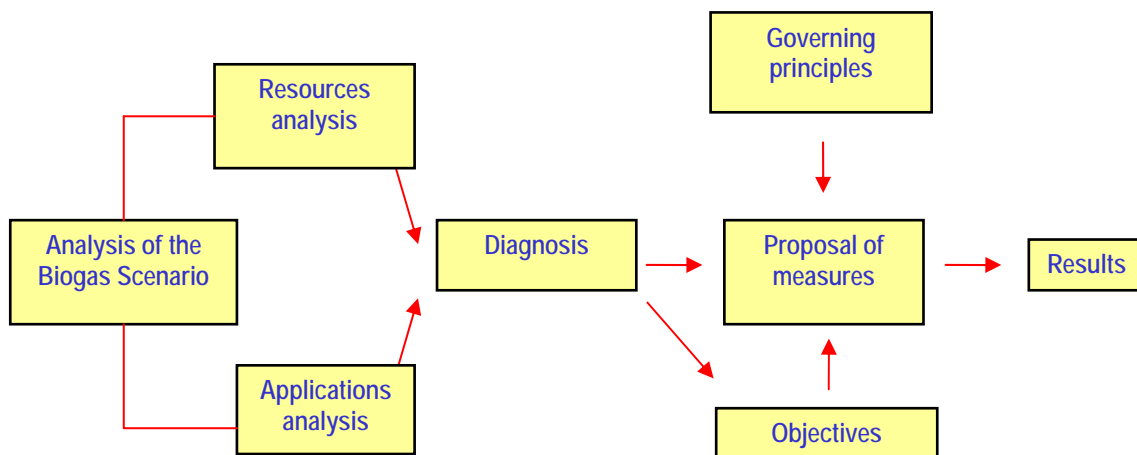 Governing
principles
Resources
analysis
Analysis of the
Biogas Scenario
Diagnosis
Proposal of
measures
Results
Applications
analysis
Objectives